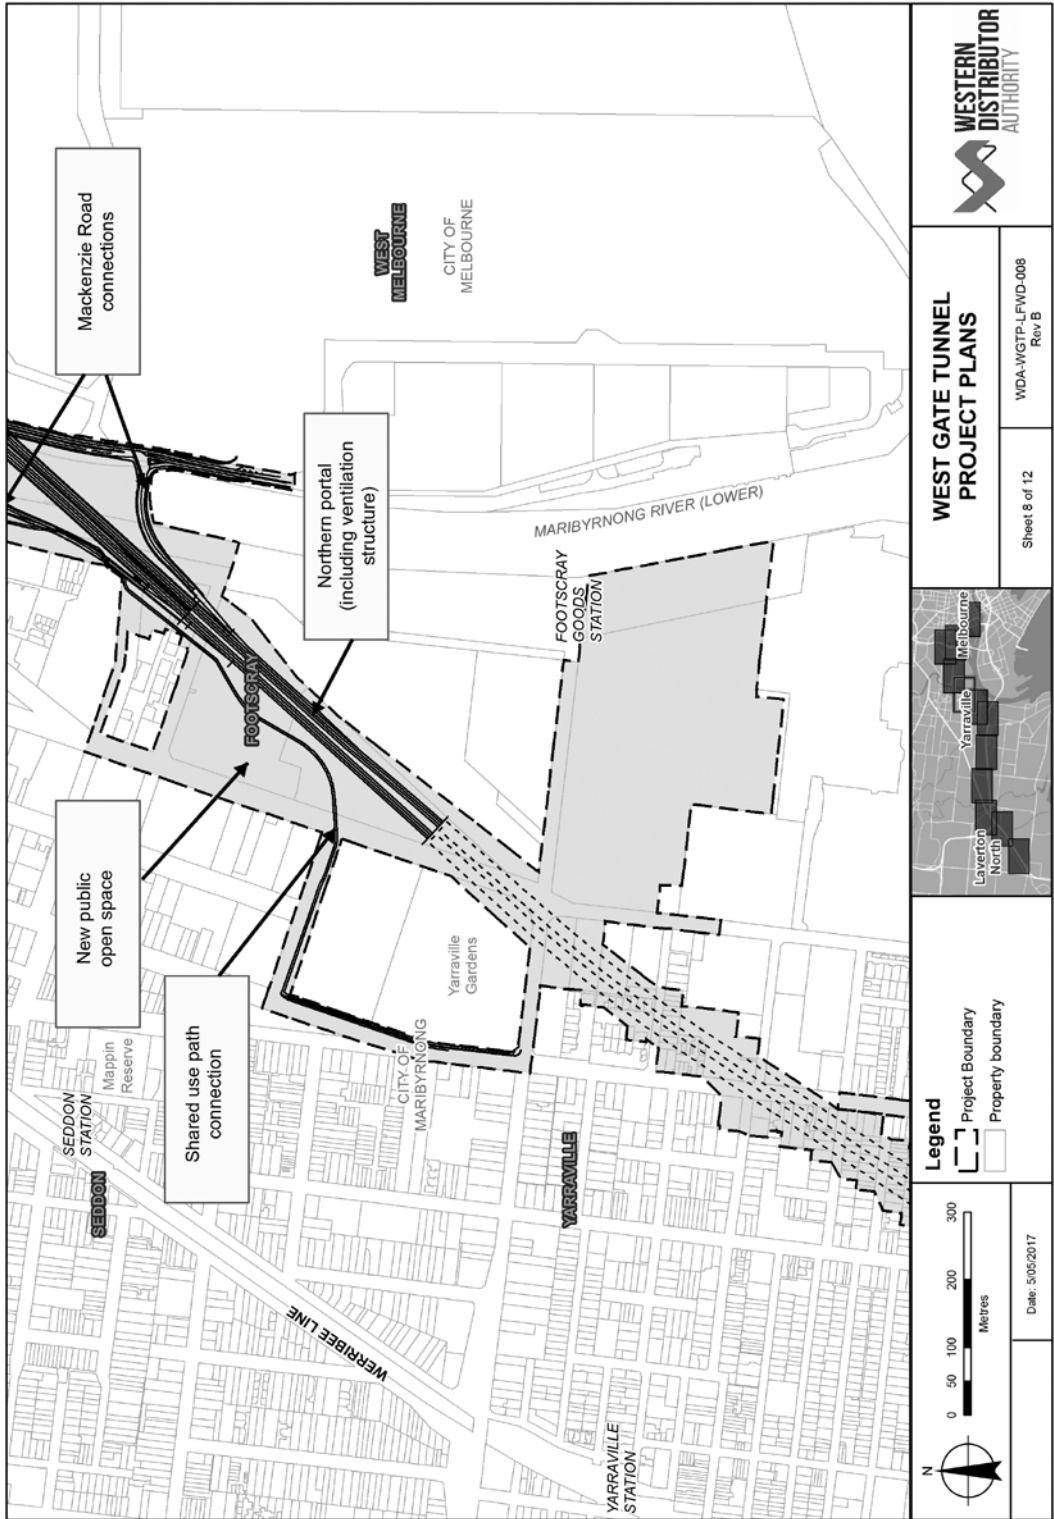 Mackenzie Road
connections
New public
open space
Shared use path
connection
Northern portal
(including ventilation
structure)
SEDDON
STATION
Mappin
Reserve
SEDDON
WERRIBEE LINE
FOOTSCRAY
WEST
MELBOURNE
CITY OF
MELBOURNE
CITY OF
MARIBYRNONG
Yarraville
Gardens
MARIBYRNONG RIVER (LOWER)
FOOTSCRAY
GOODS
STATION
YARRAVILLE
YARRAVILLE
STATION
N
0 50 100 200 300
Metres
Date: 5/05/2017
Legend
Project Boundary
Property boundary
Laverton
North
Yarraville
Melbourne
WEST GATE TUNNEL
PROJECT PLANS
Sheet 8 of 12
WDA-WGTP-LFWD-008
Rev B
WESTERN
DISTRIBUTOR
AUTHORITY